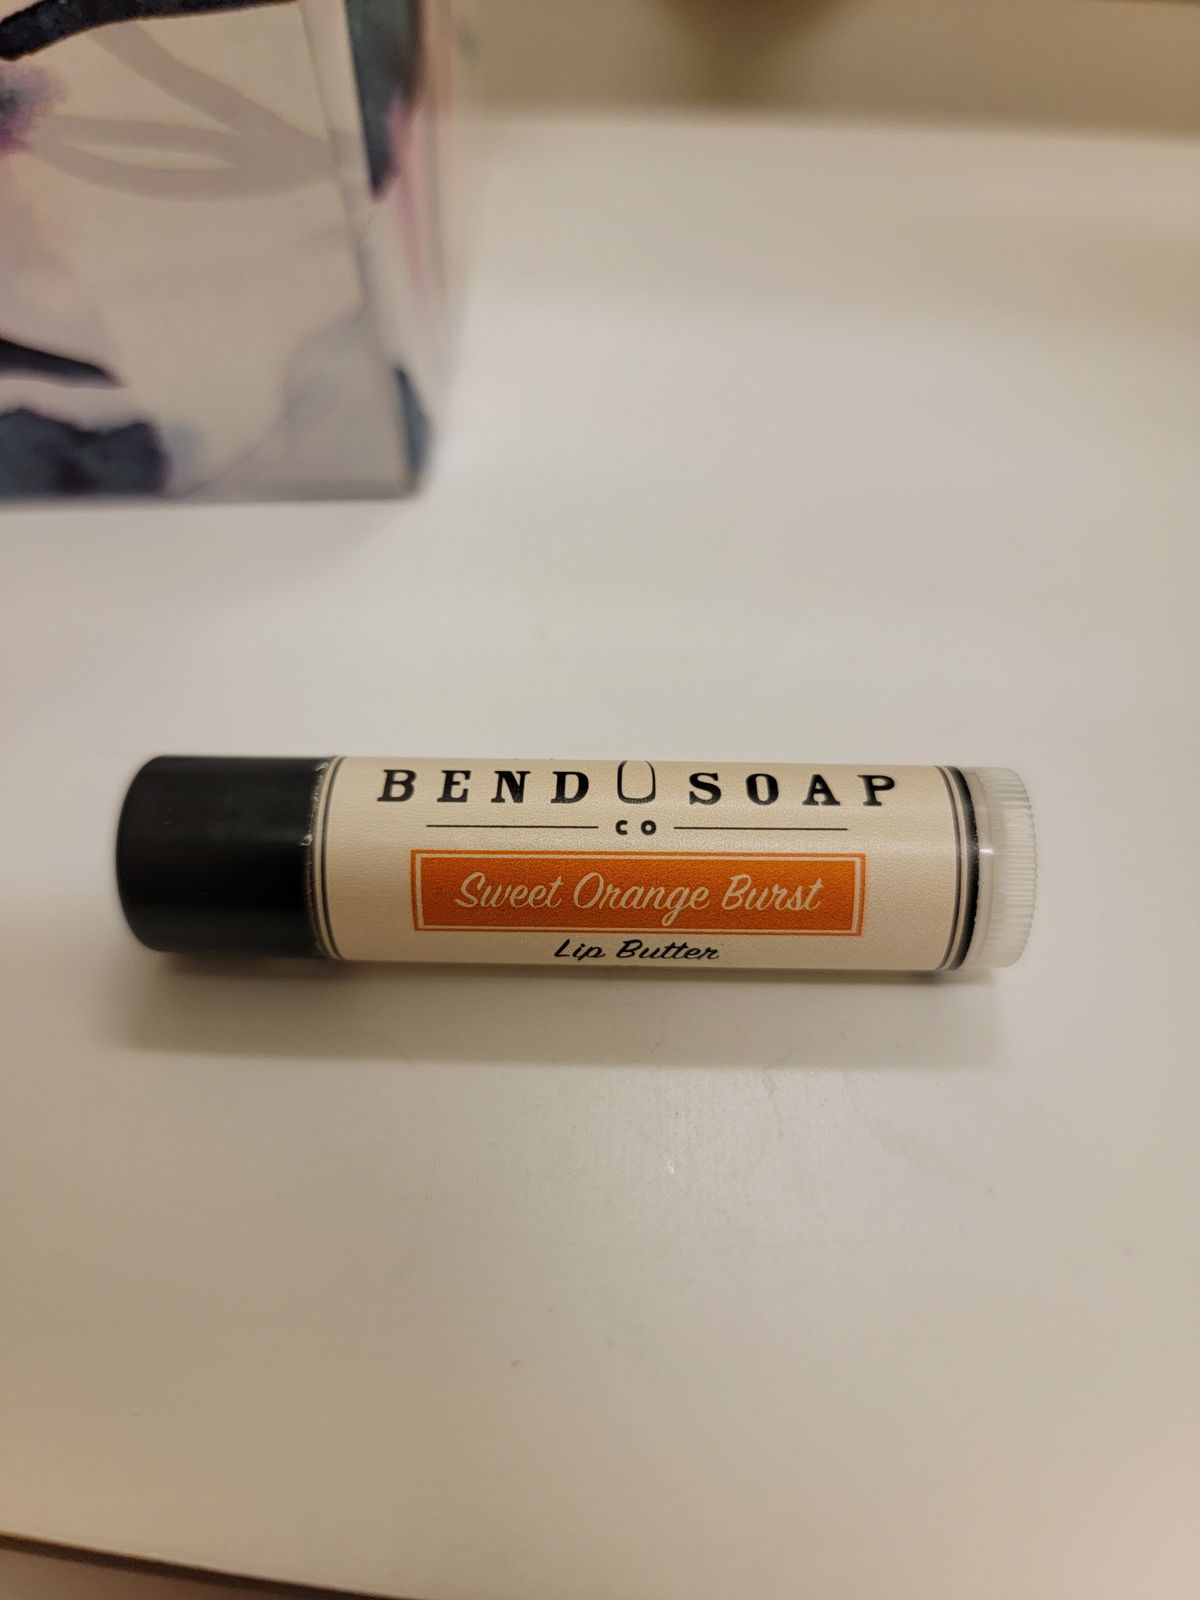 BEND SOAP
CO
Sweet Orange Burst
Lip Butter